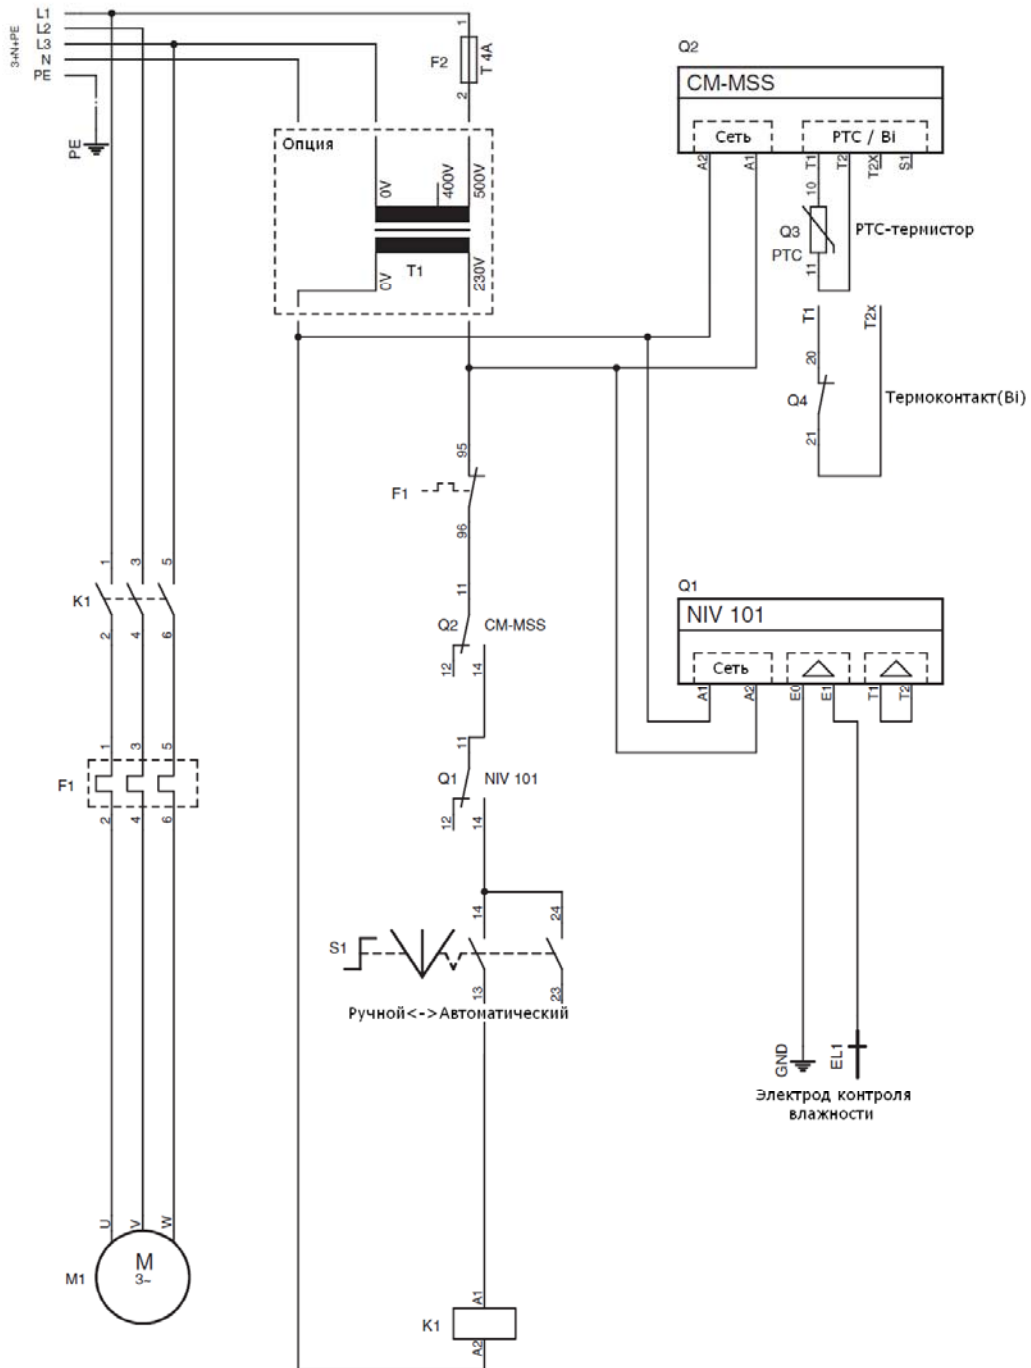 L1
L2
L3
N
PE
3+N+PE
PE
1
F2
T 4A
2
Опция
0V
400V
500V
T1
0V
230V
Q2
CM-MSS
Сеть
PTC / Bi
A2
A1
T1
T2
T2X
S1
10
Q3
PTC
PTC-термистор
11
T1
T2x
20
Q4
Термоконтакт(Bi)
21
95
F1
96
11
Q2
CM-MSS
12
14
11
Q1
NIV 101
12
14
K1
1
3
5
2
4
6
1
3
5
F1
2
4
6
Q1
NIV 101
Сеть
A1
A2
E0
E1
T1
T2
14
24
S1
13
23
Ручной<->Автоматический
GND
EL1
Электрод контроля
влажности
U
V
W
M1
M
3~
A1
K1
A2